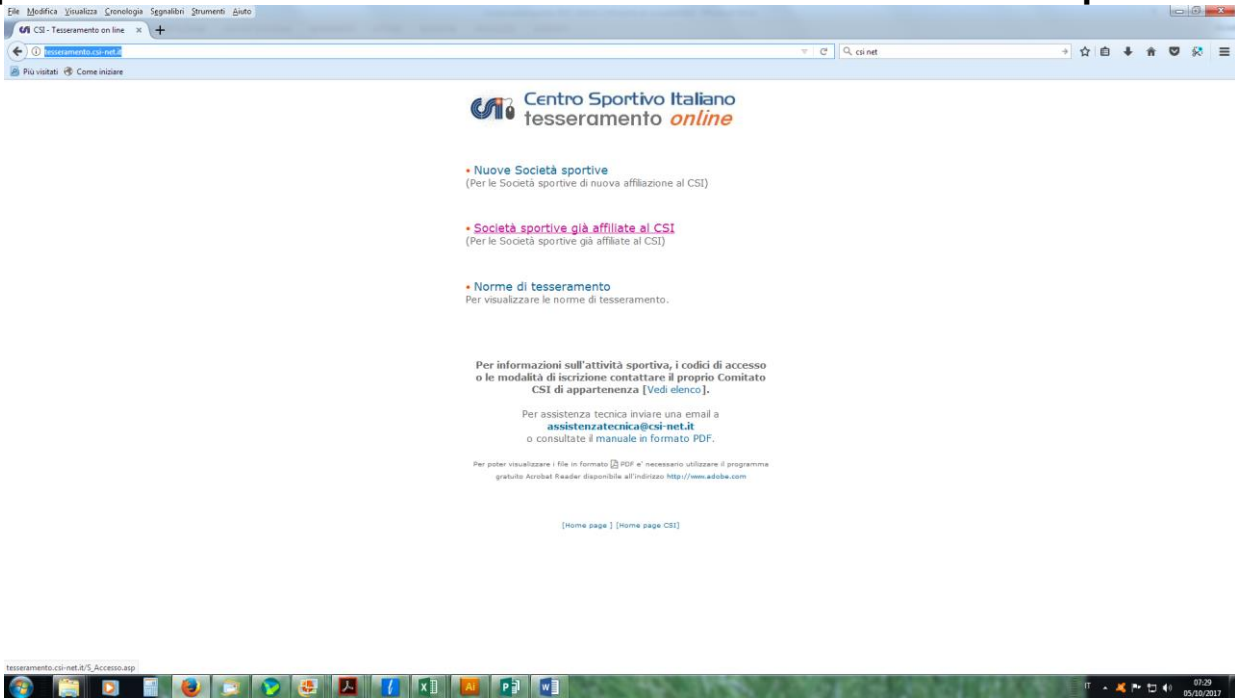 File Modifica Visualizza Cronologia Segnalibri Strumenti Aiuto
CSI - Tesseramento on line
tesseramento.csi-net.it
csi net
Più visitati Come iniziare
csi Centro Sportivo Italiano
tesseramento online
• Nuove Società sportive
(Per le Società sportive di nuova affiliazione al CSI)
• Società sportive già affiliate al CSI
(Per le Società sportive già affiliate al CSI)
• Norme di tesseramento
Per visualizzare le norme di tesseramento.
Per informazioni sull'attività sportiva, i codici di accesso
o le modalità di iscrizione contattare il proprio Comitato
CSI di appartenenza [Vedi elenco].
Per assistenza tecnica inviare una email a
assistenzatecnica@csi-net.it
o consultate il manuale in formato PDF.
Per poter visualizzare i file in formato PDF e' necessario utilizzare il programma
gratuito Acrobat Reader disponibile all'indirizzo http://www.adobe.com
[Home page ] [Home page CSI]
tesseramento.csi-net.it/S_Accesso.asp
IT 07:29
05/10/2017